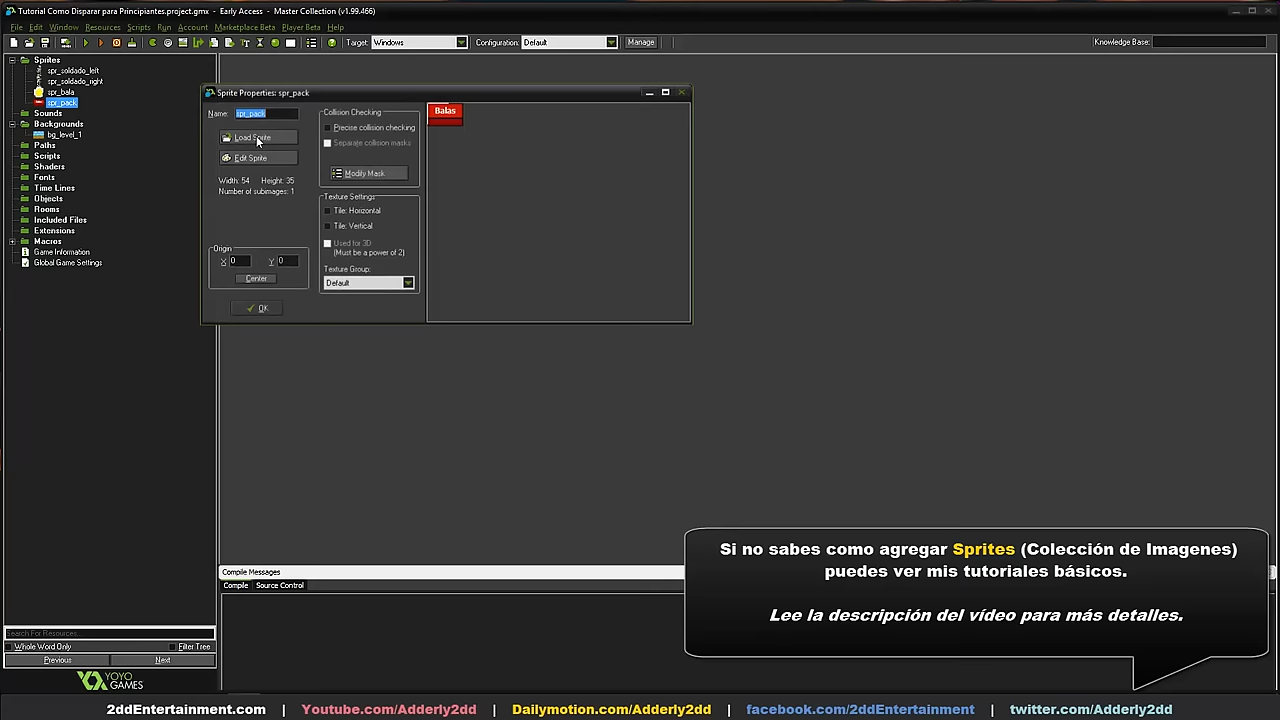 Tutorial Como Disparar para Principiantes.project.gmx - Early Access - Master Collection (v1.99.466)
File Edit Window Resources Scripts Run Account Marketplace Beta Player Beta Help
Target: Windows Configuration: Default Manage Knowledge Base:
Sprites
spr_soldado_left
spr_soldado_right
spr_bala
spr_pack
Sounds
Backgrounds
bg_level_1
Paths
Scripts
Shaders
Fonts
Time Lines
Objects
Rooms
Included Files
Extensions
Macros
Game Information
Global Game Settings
Sprite Properties: spr_pack
Name: spr_pack
Load Sprite
Edit Sprite
Width: 54 Height: 35
Number of subimages: 1
Origin
X 0 Y 0
Center
OK
Collision Checking
Precise collision checking
Separate collision masks
Modify Mask
Texture Settings
Tile: Horizontal
Tile: Vertical
Used for 3D
(Must be a power of 2)
Texture Group:
Default
Balas
Compile Messages
Compile Source Control
Search For Resources...
Whole Word Only Filter Tree
Previous Next
YOYO
GAMES
Si no sabes como agregar Sprites (Colección de Imagenes)
puedes ver mis tutoriales básicos.
Lee la descripción del vídeo para más detalles.
2ddEntertainment.com | Youtube.com/Adderly2dd | Dailymotion.com/Adderly2dd | facebook.com/2ddEntertainment | twitter.com/Adderly2dd